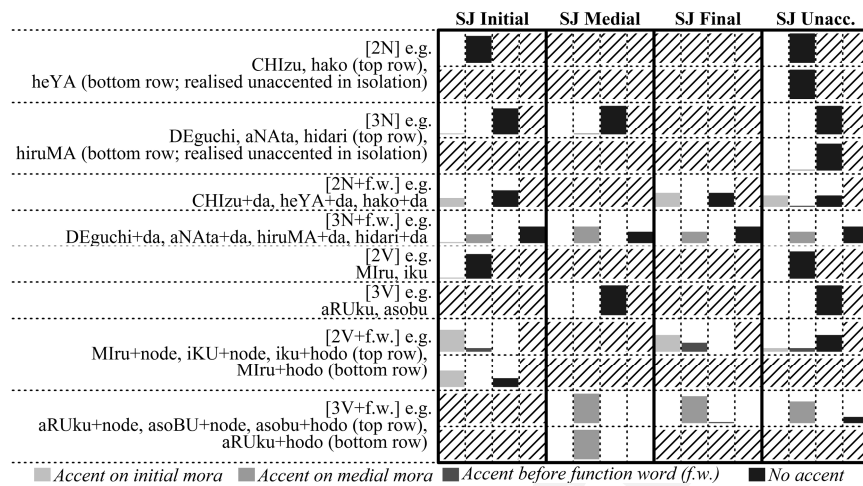 SJ Initial SJ Medial SJ Final SJ Unacc.
[2N] e.g.
CHIzu, hako (top row),
heYA (bottom row; realised unaccented in isolation)
[3N] e.g.
DEguchi, aNAta, hidari (top row),
hiruMA (bottom row; realised unaccented in isolation)
[2N+f.w.] e.g.
CHIzu+da, heYA+da, hako+da
[3N+f.w.] e.g.
DEguchi+da, aNAta+da, hiruMA+da, hidari+da
[2V] e.g.
MIru, iku
[3V] e.g.
aRUku, asobu
[2V+f.w.] e.g.
MIru+node, iKU+node, iku+hodo (top row),
MIru+hodo (bottom row)
[3V+f.w.] e.g.
aRUku+node, asoBU+node, asobu+hodo (top row),
aRUku+hodo (bottom row)
Accent on initial mora Accent on medial mora Accent before function word (f.w.) No accent